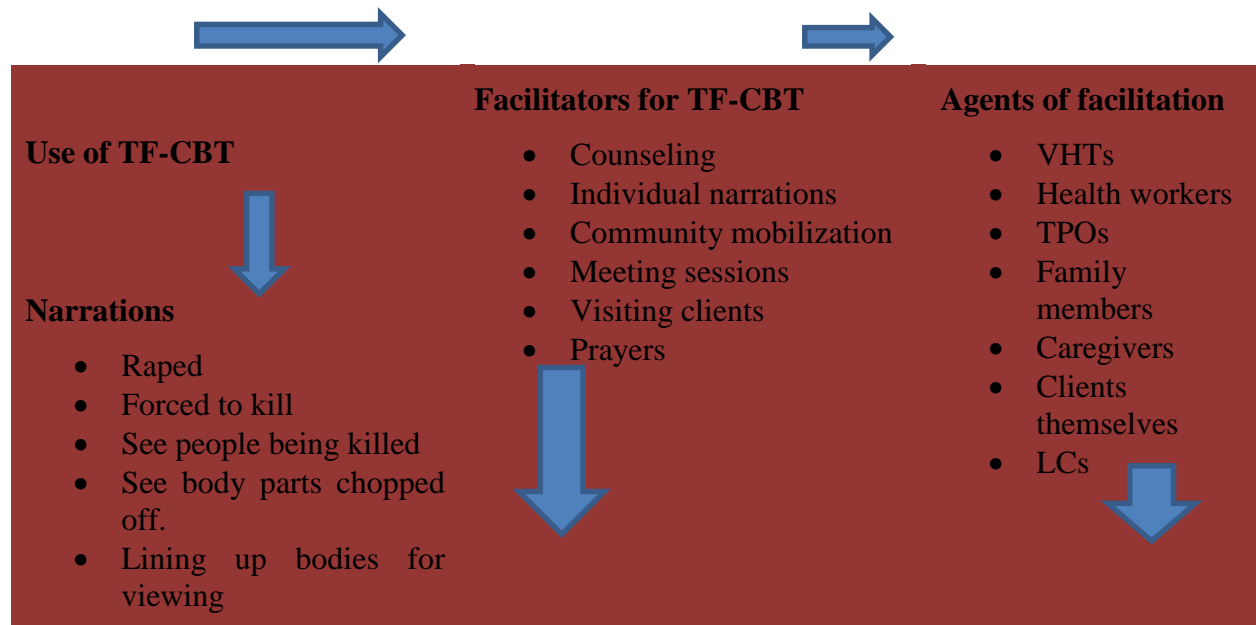 Use of TF-CBT
Narrations
• Raped
• Forced to kill
• See people being killed
• See body parts chopped
off.
• Lining up bodies for
viewing
Facilitators for TF-CBT
• Counseling
• Individual narrations
• Community mobilization
• Meeting sessions
• Visiting clients
• Prayers
Agents of facilitation
• VHTs
• Health workers
• TPOs
• Family
members
• Caregivers
• Clients
themselves
• LCs